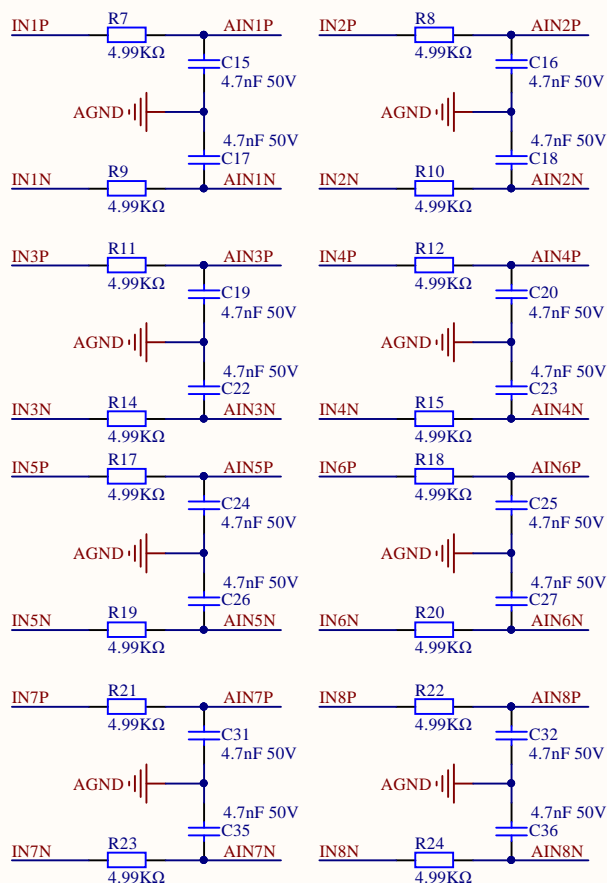 IN1P R7 AIN1P IN2P R8 AIN2P
4.99KΩ C15 4.99KΩ C16
4.7nF 50V 4.7nF 50V
AGND AGND
4.7nF 50V 4.7nF 50V
R9 C17 R10 C18
IN1N AIN1N IN2N AIN2N
4.99KΩ 4.99KΩ
IN3P R11 AIN3P IN4P R12 AIN4P
4.99KΩ C19 4.99KΩ C20
4.7nF 50V 4.7nF 50V
AGND AGND
4.7nF 50V 4.7nF 50V
R14 C22 R15 C23
IN3N AIN3N IN4N AIN4N
4.99KΩ 4.99KΩ
IN5P R17 AIN5P IN6P R18 AIN6P
4.99KΩ C24 4.99KΩ C25
4.7nF 50V 4.7nF 50V
AGND AGND
4.7nF 50V 4.7nF 50V
R19 C26 R20 C27
IN5N AIN5N IN6N AIN6N
4.99KΩ 4.99KΩ
IN7P R21 AIN7P IN8P R22 AIN8P
4.99KΩ C31 4.99KΩ C32
4.7nF 50V 4.7nF 50V
AGND AGND
4.7nF 50V 4.7nF 50V
R23 C35 R24 C36
IN7N AIN7N IN8N AIN8N
4.99KΩ 4.99KΩ